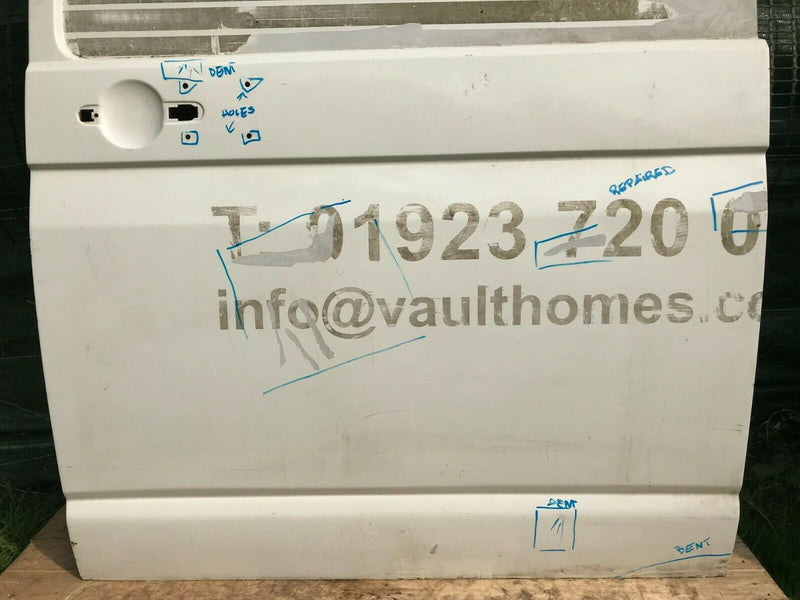 DENT
HOLES
REPAIRED
T: 01923 720 0
info@vaulthomes.co
DENT
DENT